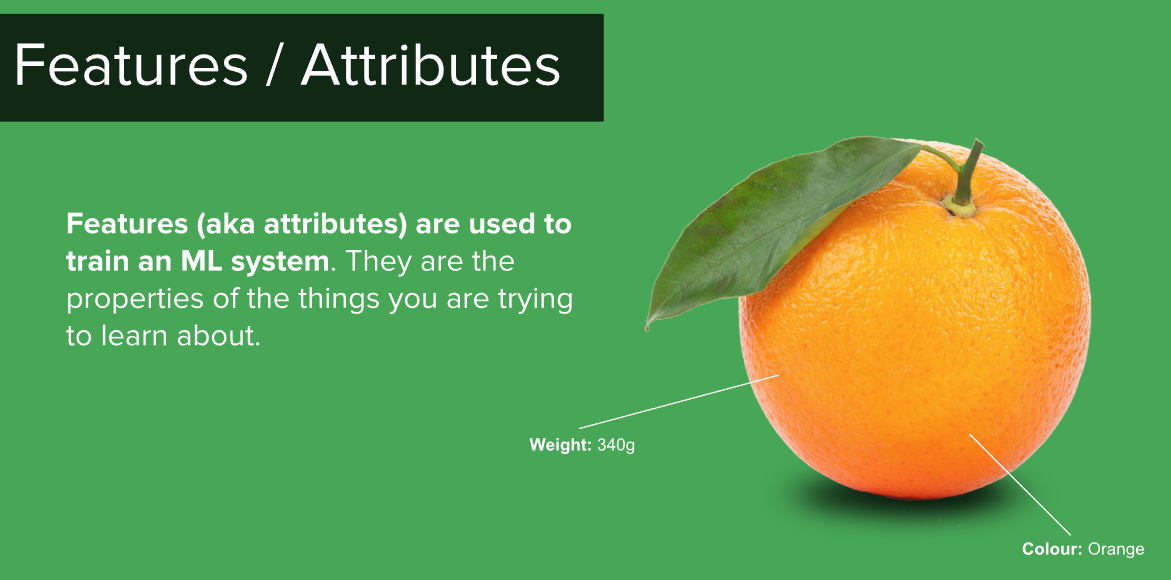 Features / Attributes
Features (aka attributes) are used to
train an ML system. They are the
properties of the things you are trying
to learn about.
Weight: 340g
Colour: Orange